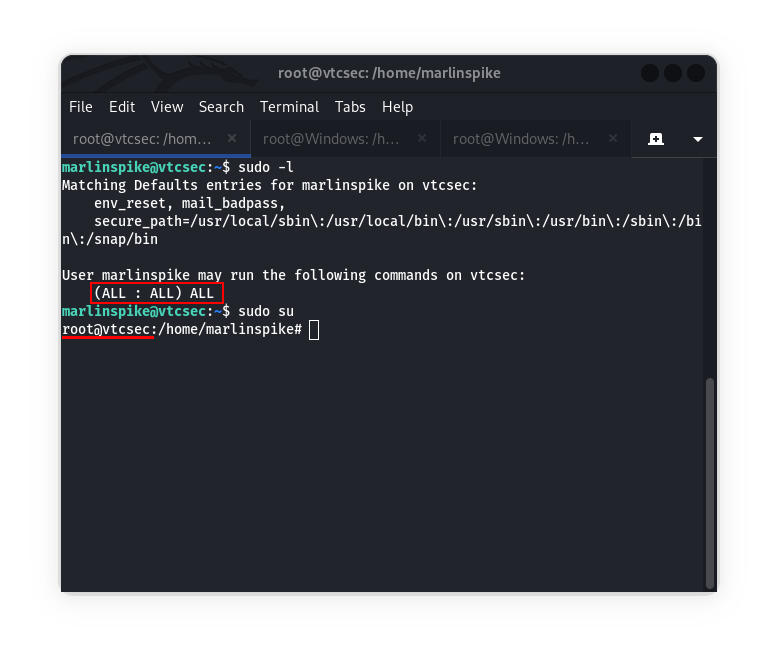 root@vtcsec: /home/marlinspike
File Edit View Search Terminal Tabs Help
root@vtcsec: /hom… × root@Windows: /h… × root@Windows: /h… ×
marlinspike@vtcsec:~$ sudo -l
Matching Defaults entries for marlinspike on vtcsec:
    env_reset, mail_badpass,
    secure_path=/usr/local/sbin\:/usr/local/bin\:/usr/sbin\:/usr/bin\:/sbin\:/bi
n\:/snap/bin

User marlinspike may run the following commands on vtcsec:
    (ALL : ALL) ALL
marlinspike@vtcsec:~$ sudo su
root@vtcsec:/home/marlinspike#